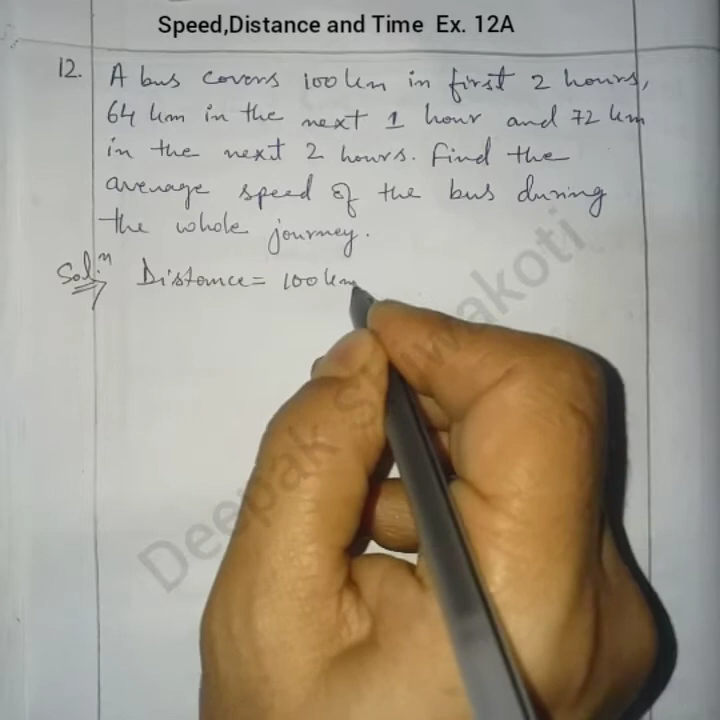 Speed,Distance and Time Ex. 12A
12. A bus covers 100 km in first 2 hours,
64 km in the next 1 hour and 72 km
in the next 2 hours. Find the
average speed of the bus during
the whole journey.
Solⁿ: Distance = 100 km